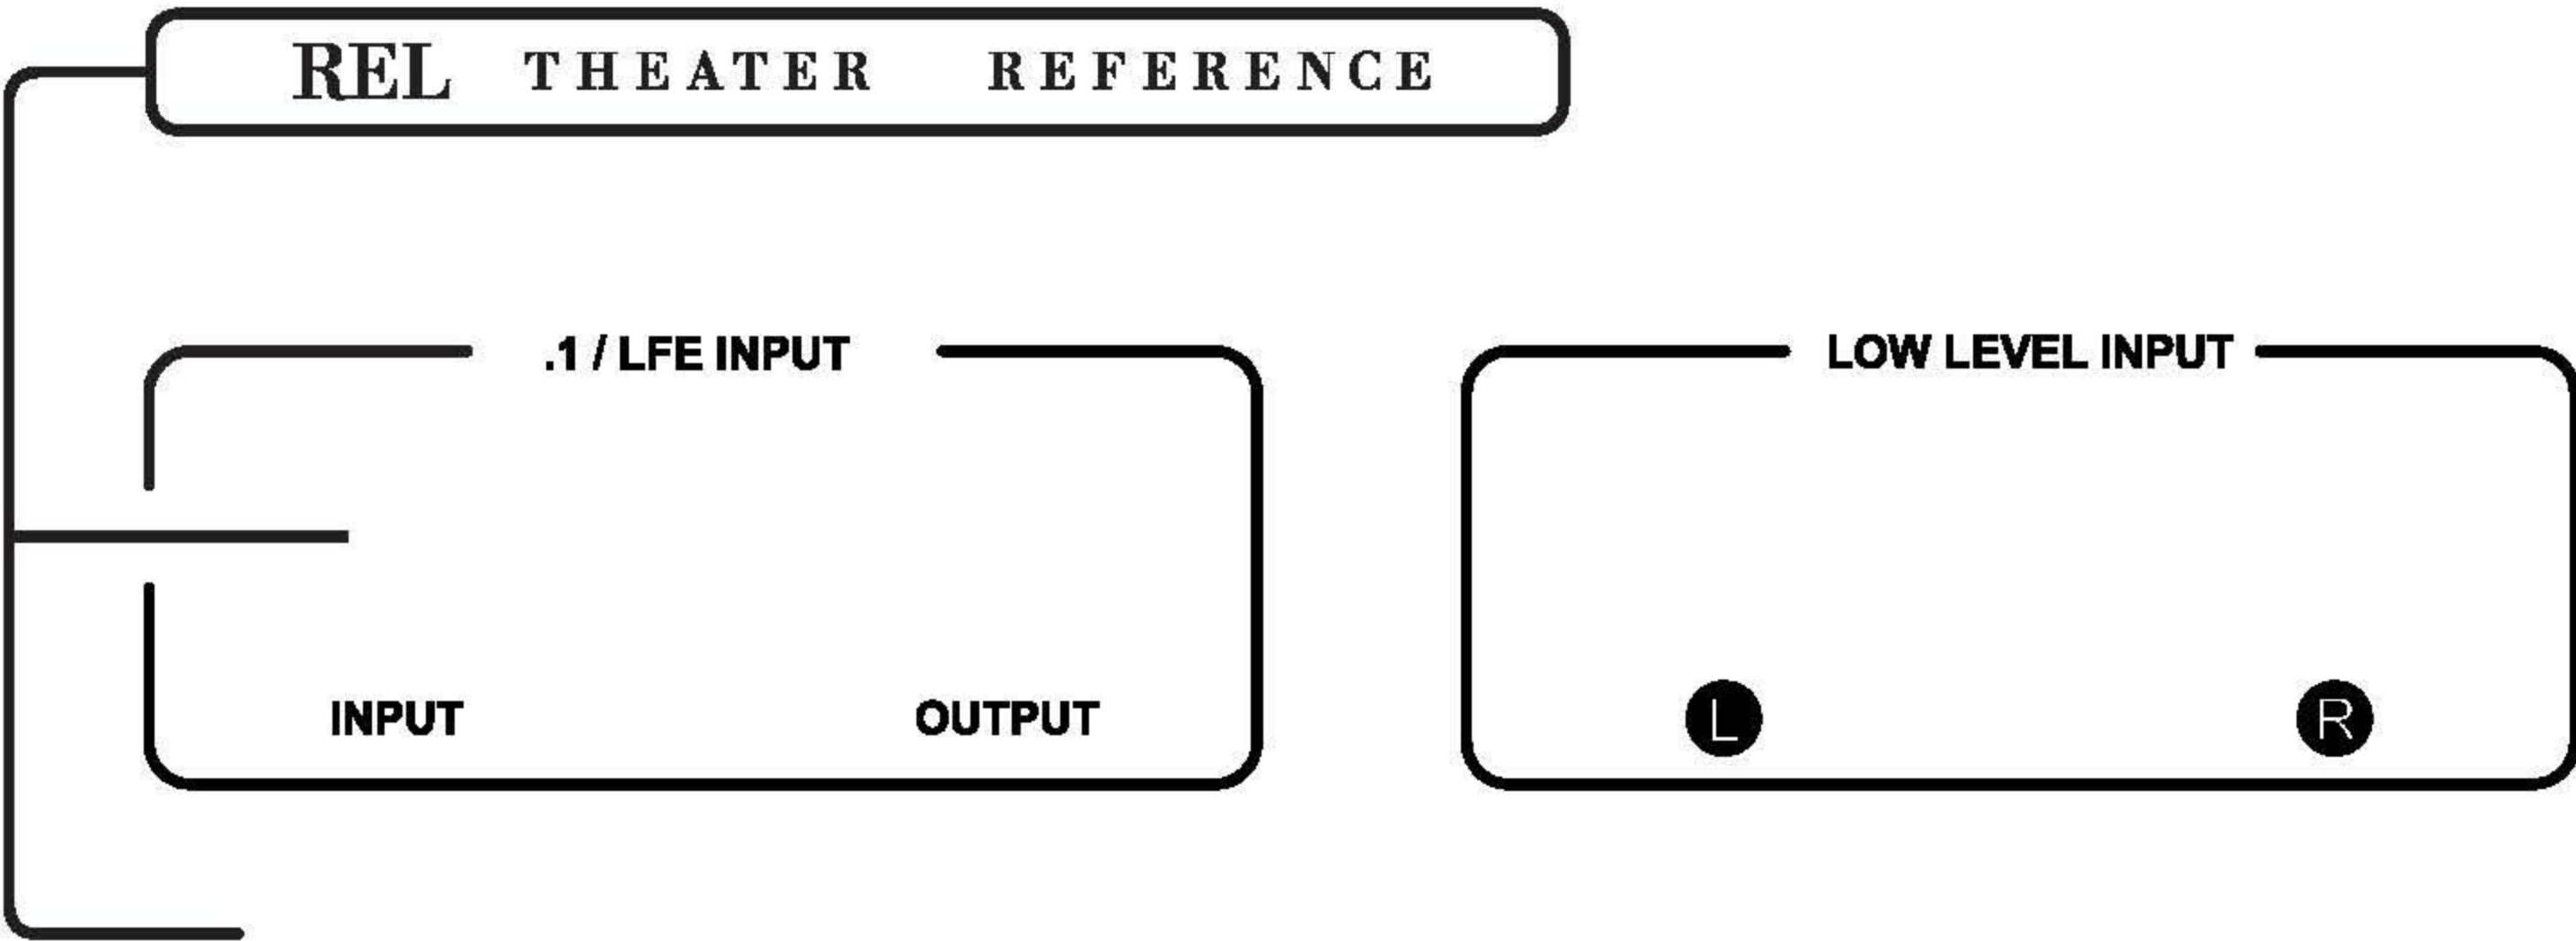 REL THEATER REFERENCE
.1 / LFE INPUT LOW LEVEL INPUT
INPUT OUTPUT L R